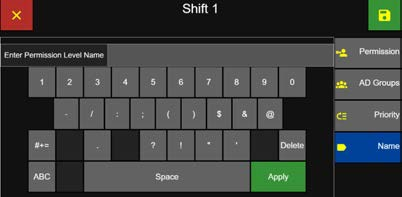 Shift 1
Enter Permission Level Name
Permission
AD Groups
Priority
Name
1 2 3 4 5 6 7 8 9 0
- / : ; ( ) $ & @
#+= . ? ! " ' Delete
ABC Space Apply